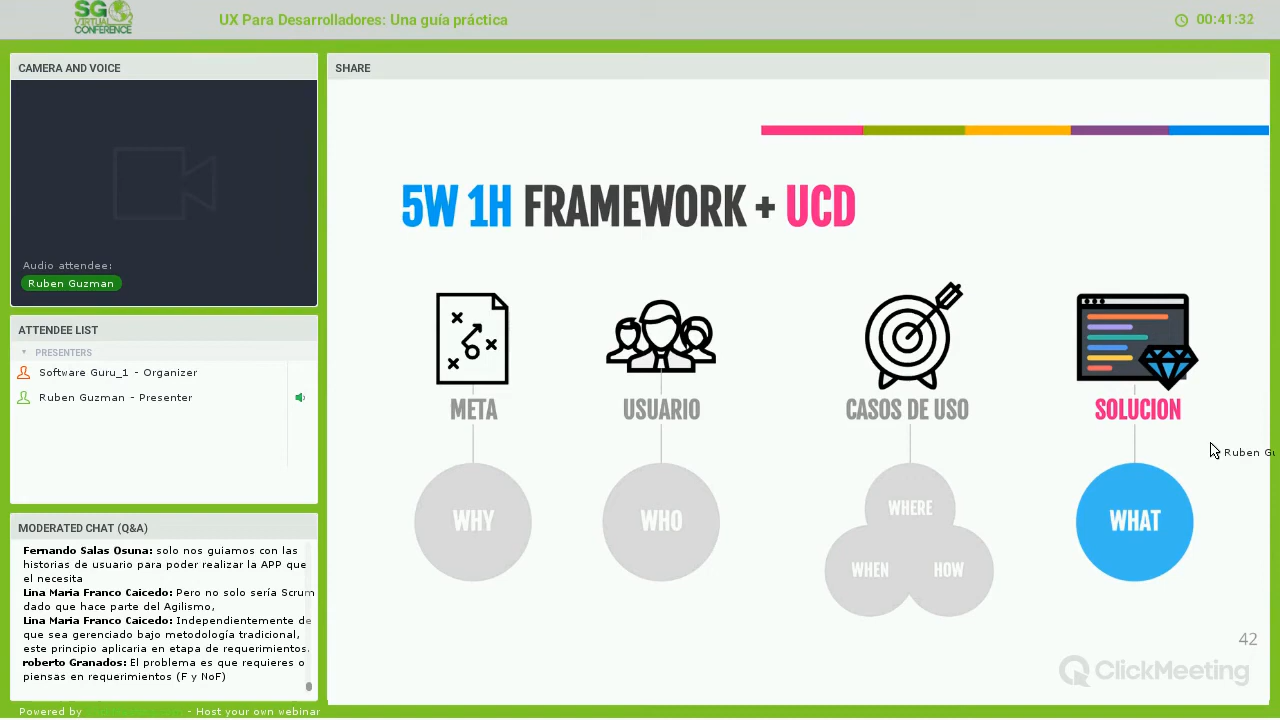 SG
VIRTUAL
CONFERENCE
UX Para Desarrolladores: Una guía práctica
00:41:32
CAMERA AND VOICE
Audio attendee:
Ruben Guzman
ATTENDEE LIST
PRESENTERS
Software Guru_1 - Organizer
Ruben Guzman - Presenter
MODERATED CHAT (Q&A)
Fernando Salas Osuna: solo nos guiamos con las
historias de usuario para poder realizar la APP que
el necesita
Lina Maria Franco Caicedo: Pero no solo sería Scrum
dado que hace parte del Agilismo,
Lina Maria Franco Caicedo: Independientemente de
que sea gerenciado bajo metodología tradicional,
este principio aplicaria en etapa de requerimientos.
roberto Granados: El problema es que requieres o
piensas en requerimientos (F y NoF)
Powered by - Host your own webinar
SHARE
5W 1H FRAMEWORK + UCD
META
USUARIO
CASOS DE USO
SOLUCION
Ruben Gu
WHY
WHO
WHERE
WHEN
HOW
WHAT
42
ClickMeeting